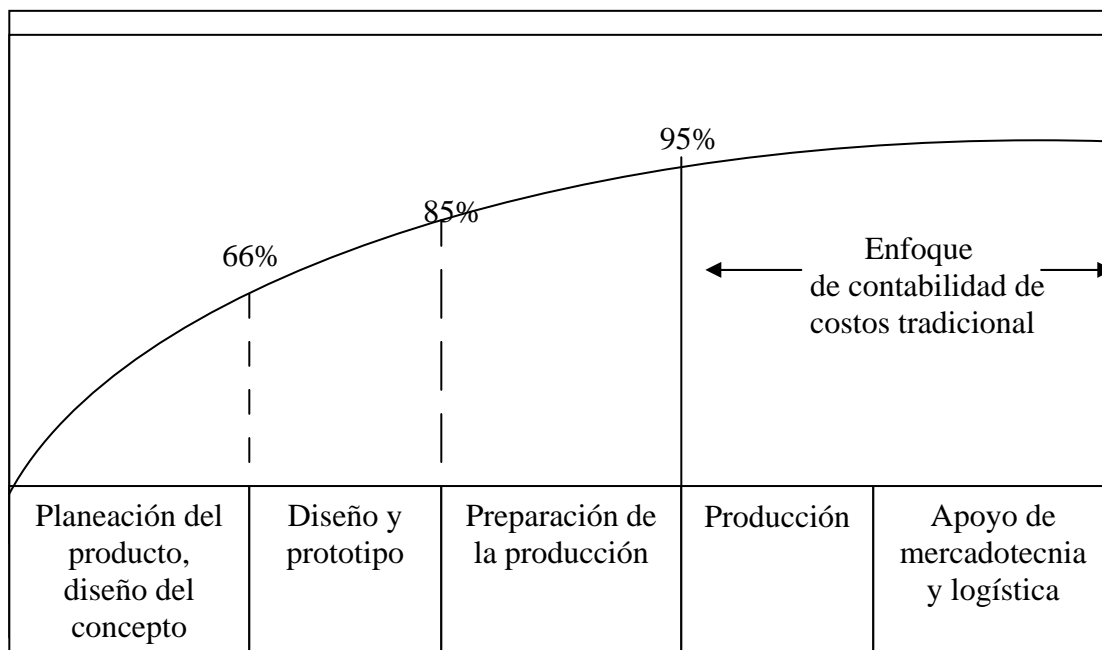 95%
85%
66%
Enfoque
de contabilidad de
costos tradicional
Planeación del
producto,
diseño del
concepto
Diseño y
prototipo
Preparación de
la producción
Producción
Apoyo de
mercadotecnia
y logística